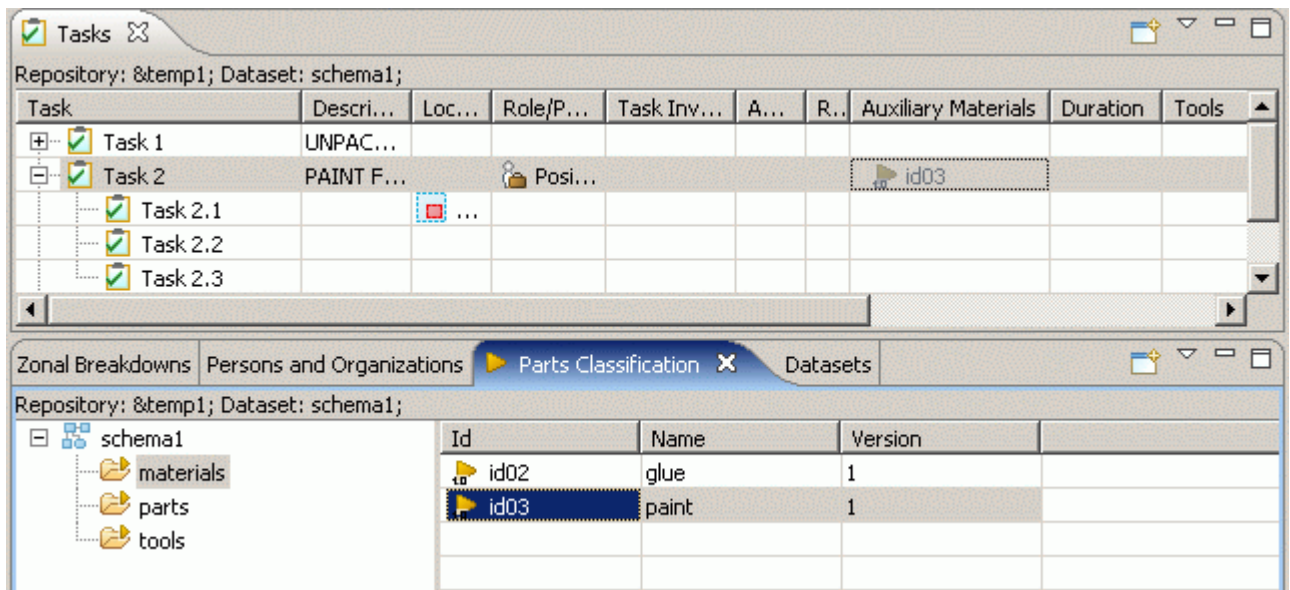 Tasks
Repository: &temp1; Dataset: schema1;
Task Descri... Loc... Role/P... Task Inv... A... R.. Auxiliary Materials Duration Tools
Task 1 UNPAC...
Task 2 PAINT F... Posi... id03
Task 2.1 ...
Task 2.2
Task 2.3
Zonal Breakdowns Persons and Organizations Parts Classification Datasets
Repository: &temp1; Dataset: schema1;
schema1 Id Name Version
materials id02 glue 1
parts id03 paint 1
tools